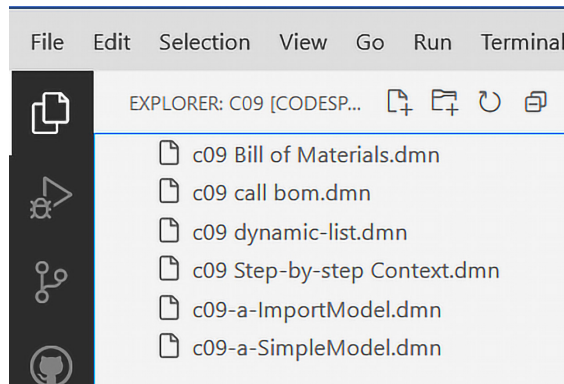 File Edit Selection View Go Run Terminal
EXPLORER: C09 [CODESP...
c09 Bill of Materials.dmn
c09 call bom.dmn
c09 dynamic-list.dmn
c09 Step-by-step Context.dmn
c09-a-ImportModel.dmn
c09-a-SimpleModel.dmn